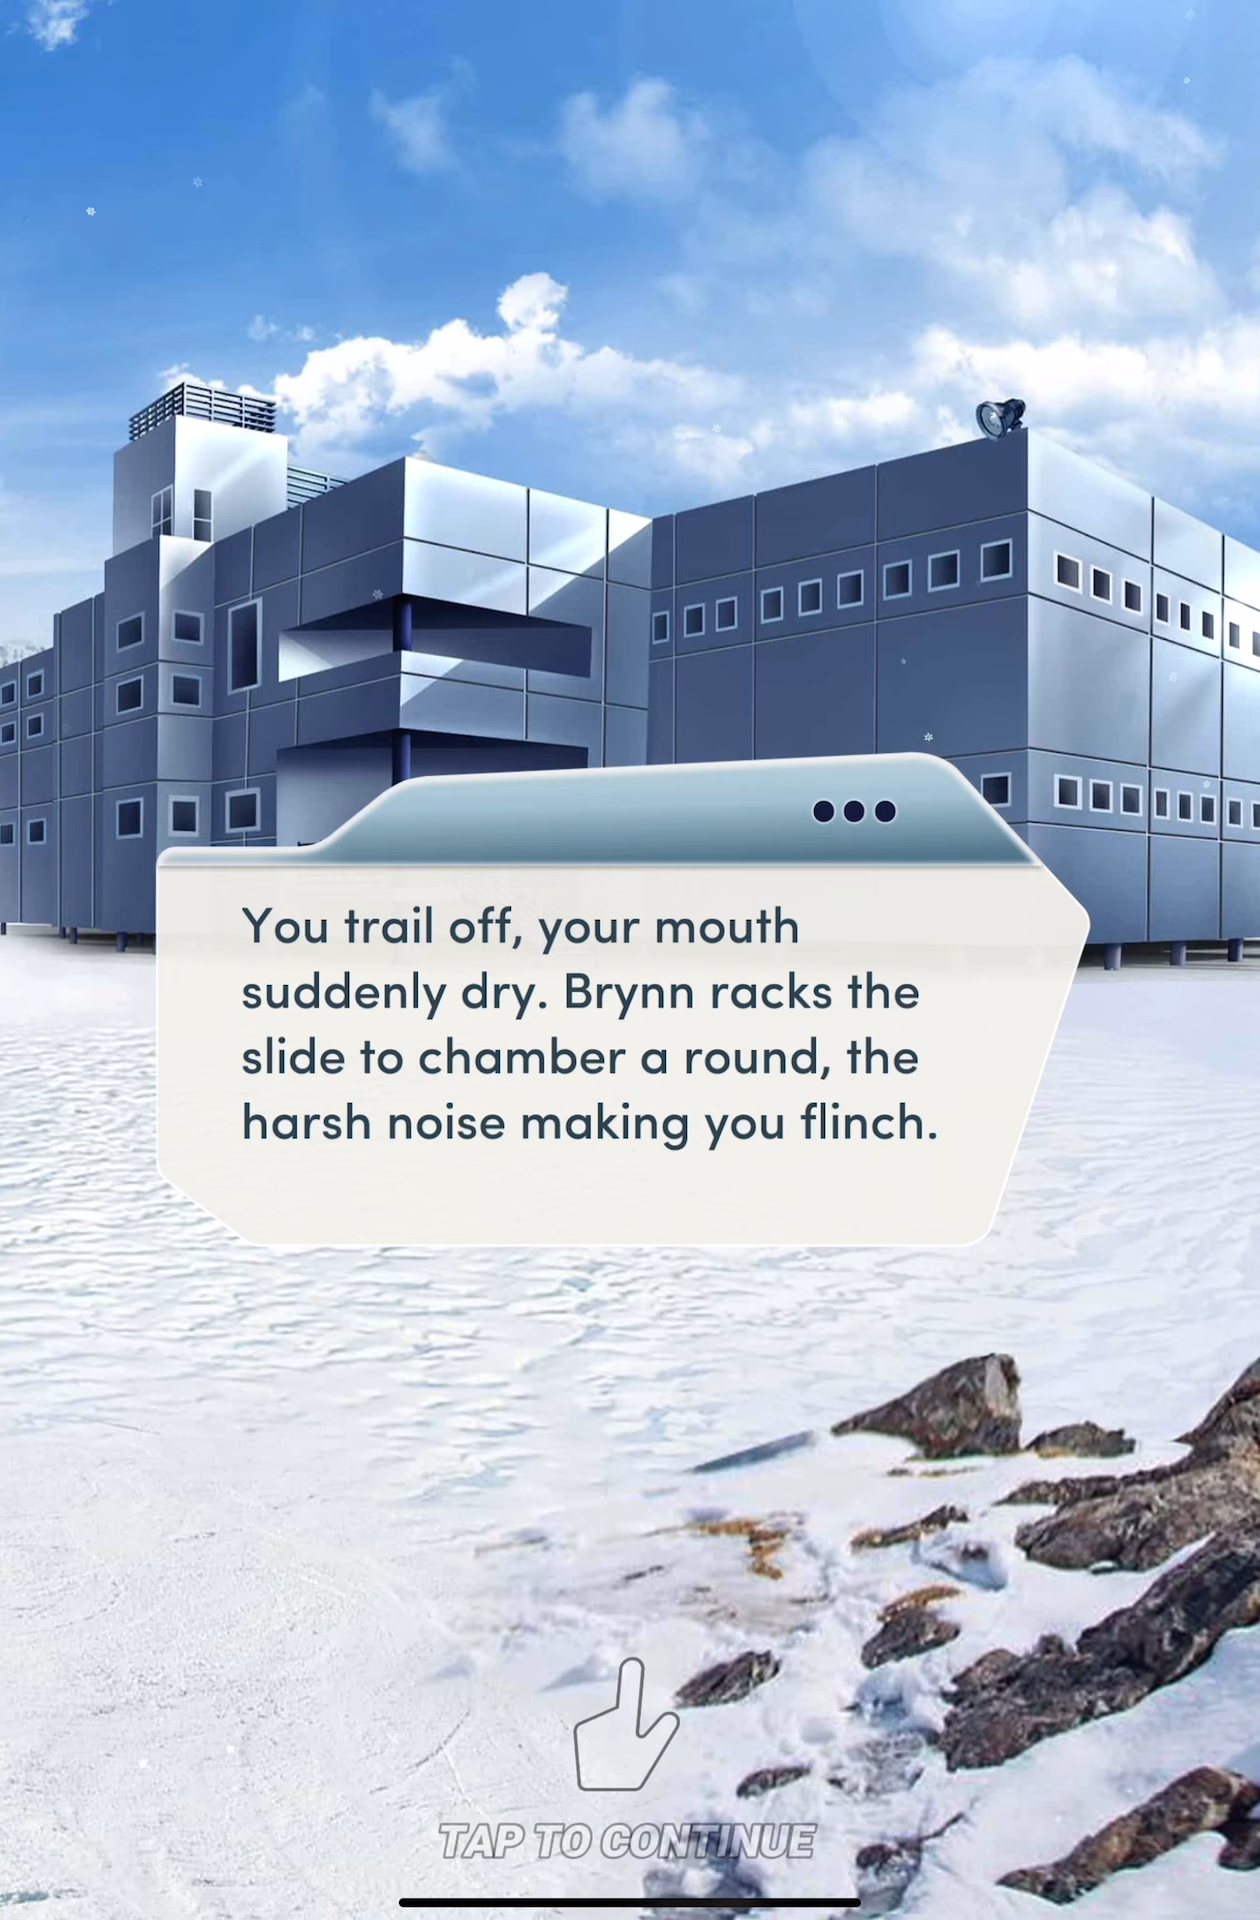 You trail off, your mouth
suddenly dry. Brynn racks the
slide to chamber a round, the
harsh noise making you flinch.
TAP TO CONTINUE